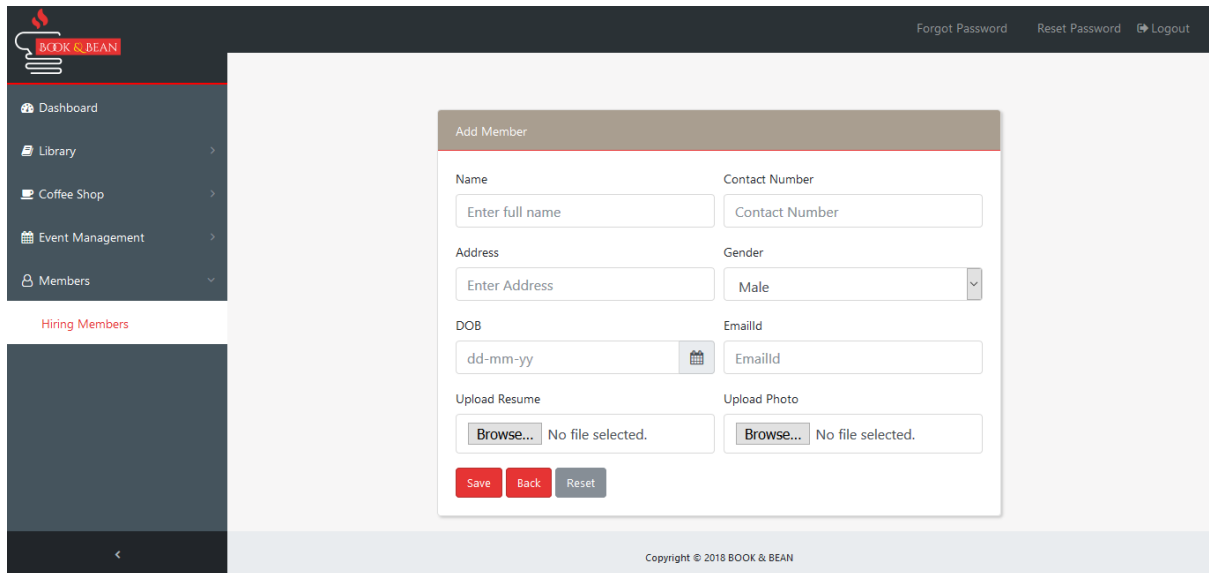 BOOK & BEAN
Forgot Password Reset Password Logout
Dashboard
Library
Coffee Shop
Event Management
Members
Hiring Members
Add Member
Name Contact Number
Enter full name Contact Number
Address Gender
Enter Address Male
DOB EmailId
dd-mm-yy EmailId
Upload Resume Upload Photo
Browse... No file selected. Browse... No file selected.
Save Back Reset
Copyright © 2018 BOOK & BEAN